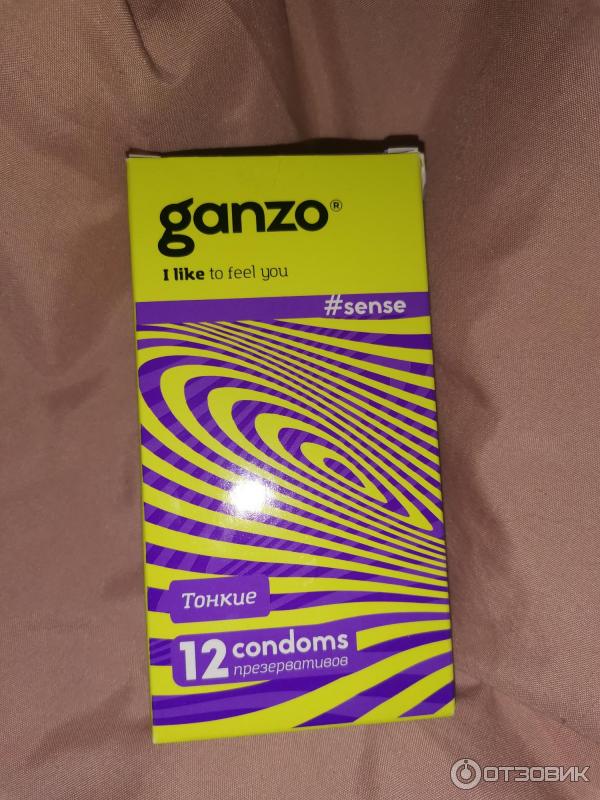 ganzo®
I like to feel you
#sense
Тонкие
12 condoms
презервативов
ОТЗОВИК